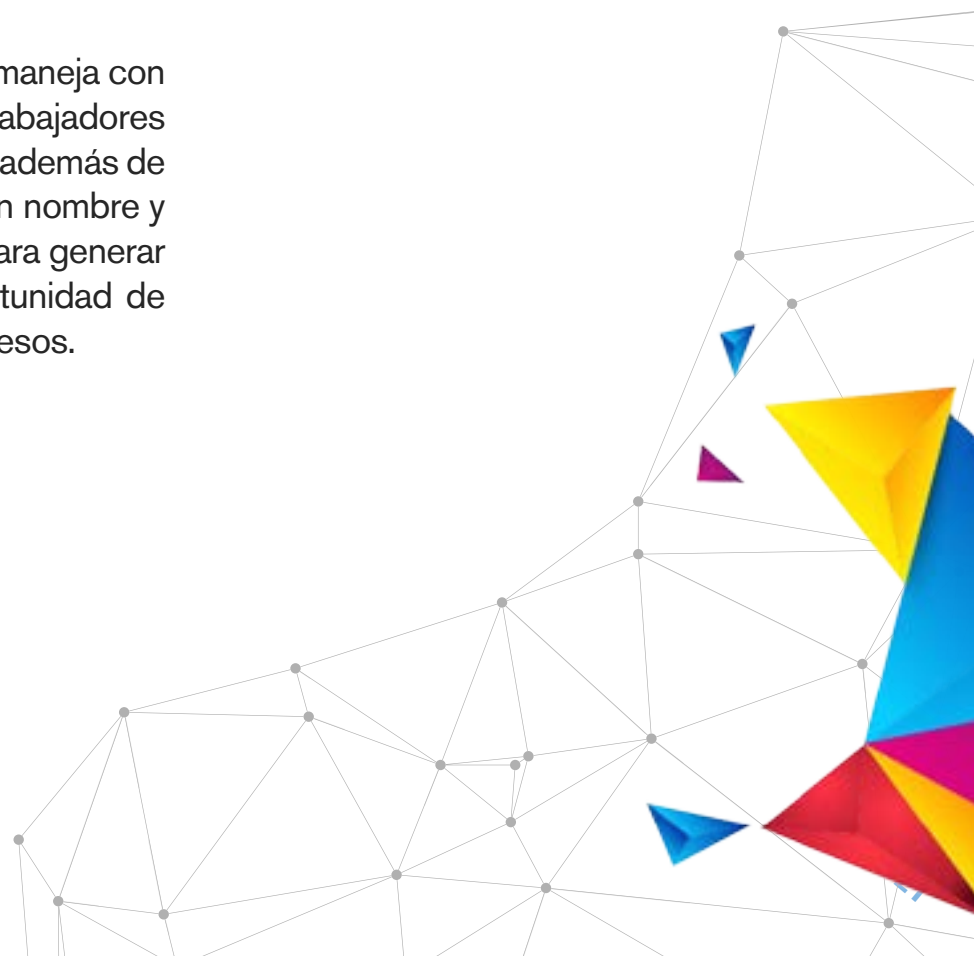 maneja con
abajadores
además de
n nombre y
ara generar
tunidad de
esos.